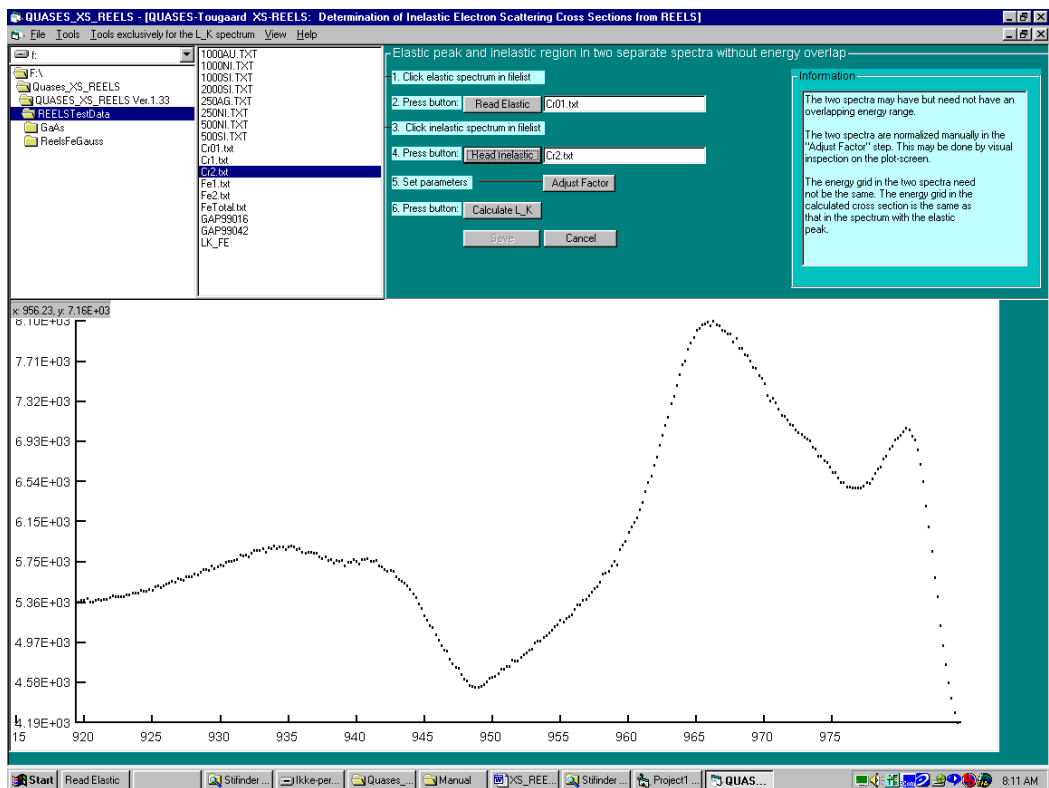 QUASES_XS_REELS - [QUASES-Tougaard XS-REELS: Determination of Inelastic Electron Scattering Cross Sections from REELS]
File Tools Tools exclusively for the L_K spectrum View Help
f:
F:\
Quases_XS_REELS
QUASES_XS_REELS Ver.1.33
REELSTestData
GaAs
ReelsFeGauss
1000AU.TXT
1000NI.TXT
1000SI.TXT
2000SI.TXT
250AG.TXT
250NI.TXT
500NI.TXT
500SI.TXT
Cr01.txt
Cr1.txt
Cr2.txt
Fe1.txt
Fe2.txt
FeTotal.txt
GAP99016
GAP99042
LK_FE
Elastic peak and inelastic region in two separate spectra without energy overlap
1. Click elastic spectrum in filelist
2. Press button: Read Elastic Cr01.txt
3. Click inelastic spectrum in filelist
4. Press button: Read Inelastic Cr2.txt
5. Set parameters Adjust Factor
6. Press button: Calculate L_K
Save Cancel
Information
The two spectra may have but need not have an
overlapping energy range.
The two spectra are normalized manually in the
"Adjust Factor" step. This may be done by visual
inspection on the plot-screen.
The energy grid in the two spectra need
not be the same. The energy grid in the
calculated cross section is the same as
that in the spectrum with the elastic
peak.
x: 956.23, y: 7.16E+03
8.10E+03
7.71E+03
7.32E+03
6.93E+03
6.54E+03
6.15E+03
5.75E+03
5.36E+03
4.97E+03
4.58E+03
4.19E+03
15 920 925 930 935 940 945 950 955 960 965 970 975
Start Read Elastic Stifinder ... Ikke-per... Quases_... Manual XS_REE... Stifinder ... Project1 ... QUAS... 8:11 AM